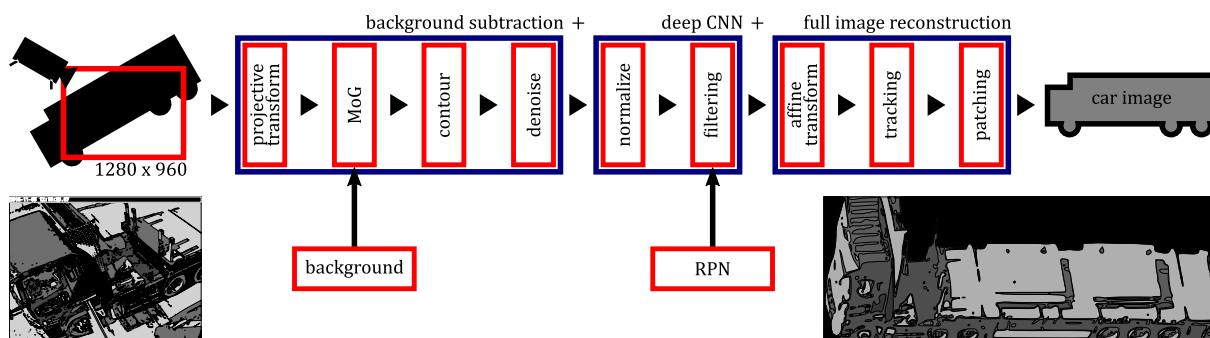 background subtraction +
deep CNN +
full image reconstruction
1280 x 960
projective
transform
MoG
contour
denoise
normalize
filtering
affine
transform
tracking
patching
car image
background
RPN